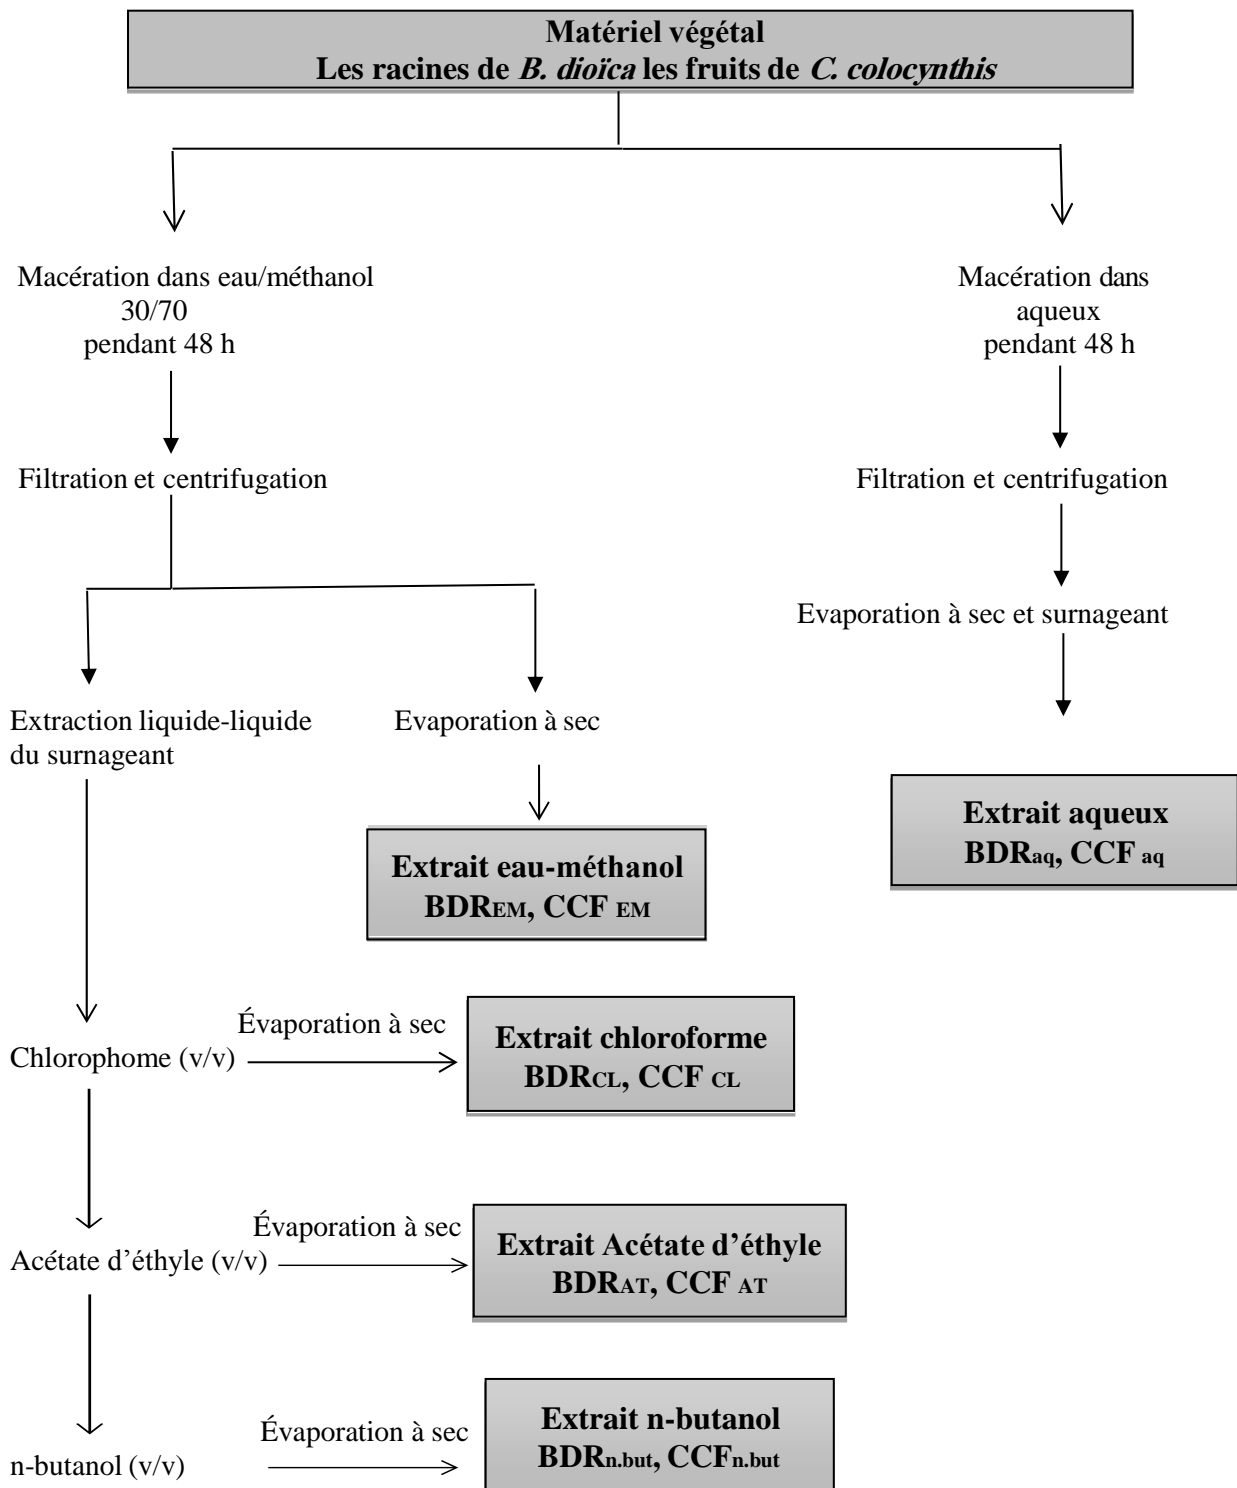 Matériel végétal
Les racines de B. dioïca les fruits de C. colocynthis
Macération dans eau/méthanol
30/70
pendant 48 h
Macération dans
aqueux
pendant 48 h
Filtration et centrifugation
Filtration et centrifugation
Evaporation à sec et surnageant
Extraction liquide-liquide
du surnageant
Evaporation à sec
Extrait aqueux
BDRaq, CCF aq
Extrait eau-méthanol
BDREM, CCF EM
Chlorophome (v/v)
Évaporation à sec
Extrait chloroforme
BDRCL, CCF CL
Acétate d’éthyle (v/v)
Évaporation à sec
Extrait Acétate d’éthyle
BDRAT, CCF AT
n-butanol (v/v)
Évaporation à sec
Extrait n-butanol
BDRn.but, CCFn.but